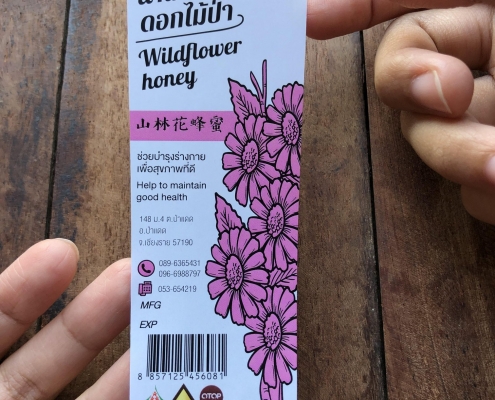 ดอกไม้ป่า
Wildflower
honey
山林花蜂蜜
ช่วยบำรุงร่างกาย
เพื่อสุขภาพที่ดี
Help to maintain
good health
148 ม.4 ต.ป่าแดด
อ.ป่าแดด
จ.เชียงราย 57190
089-6365431
096-6988797
053-654219
MFG
EXP
8 857125 456081
OTOP